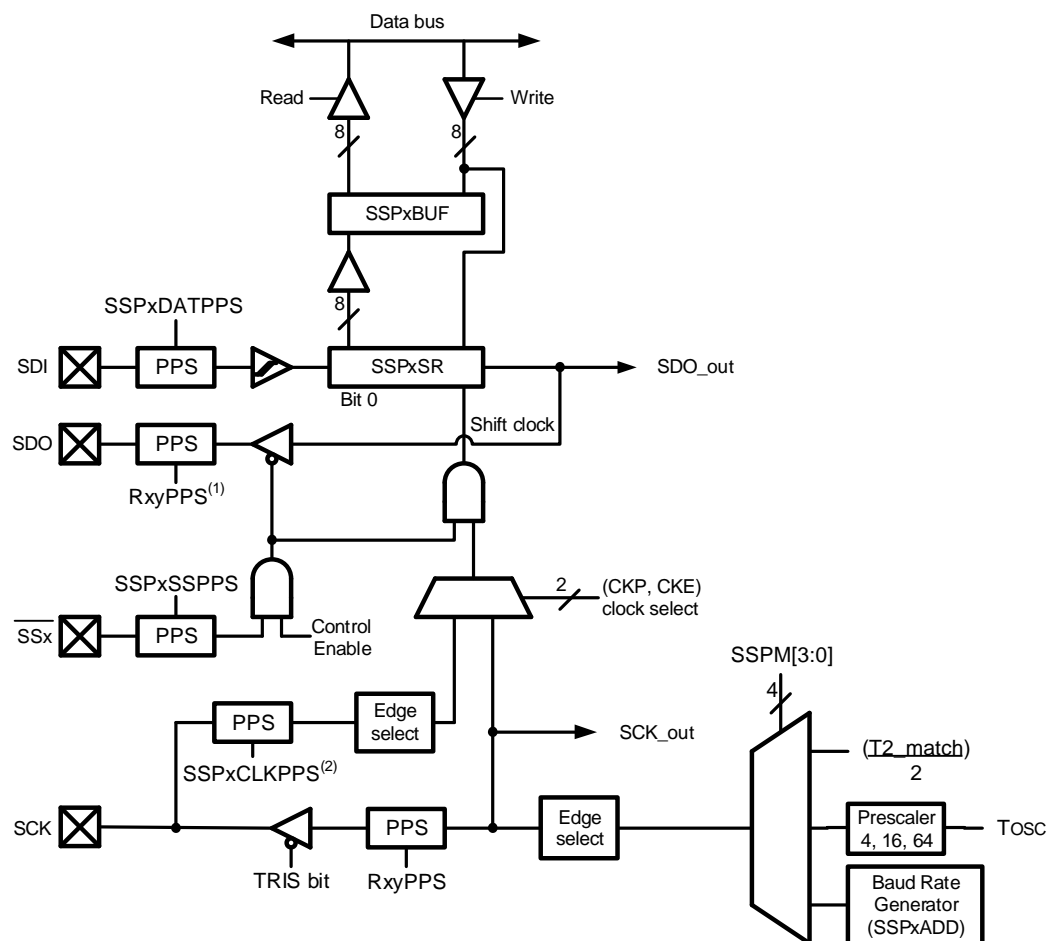 Data bus
Read
Write
8
8
SSPxBUF
8
SSPxDATPPS
SDI
PPS
SSPxSR
SDO_out
Bit 0
Shift clock
SDO
PPS
RxyPPS(1)
SSPxSSPPS
2
(CKP, CKE)
clock select
SSx
PPS
Control
Enable
SSPM[3:0]
4
PPS
Edge
select
SCK_out
(T2_match)
2
SSPxCLKPPS(2)
SCK
PPS
Edge
select
Prescaler
4, 16, 64
TOSC
TRIS bit
RxyPPS
Baud Rate
Generator
(SSPxADD)